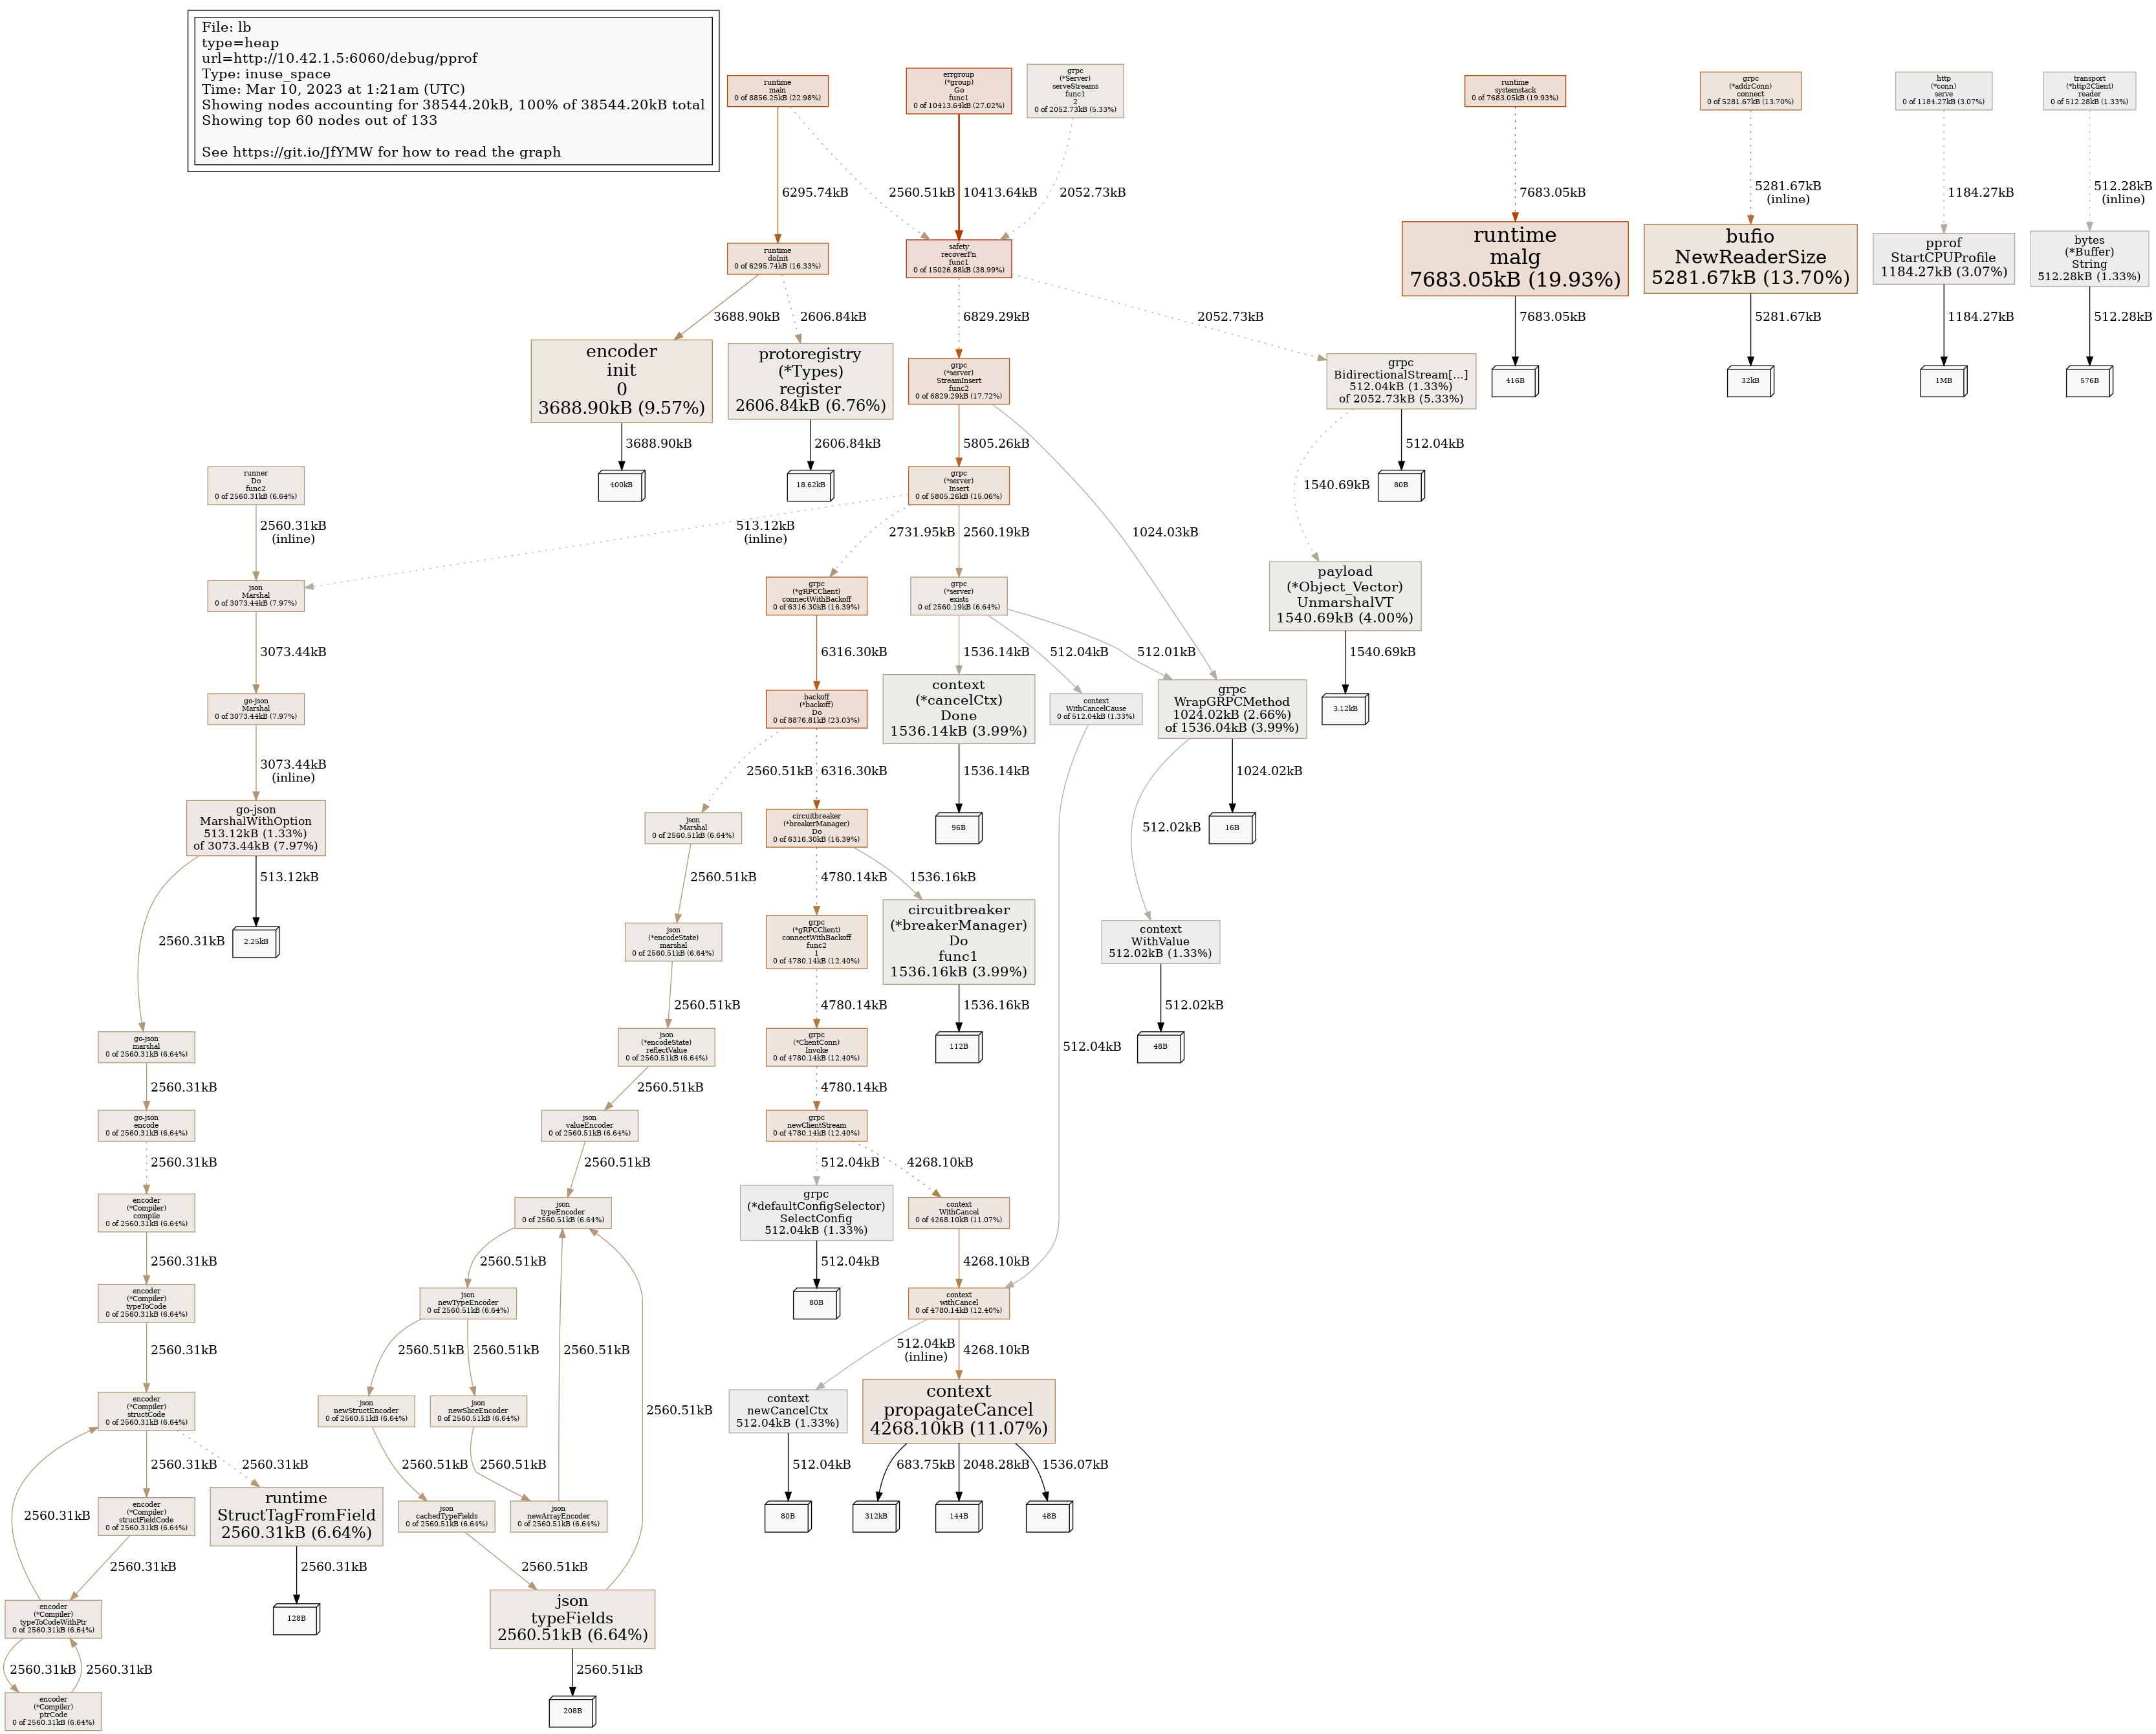 File: lb
type=heap
url=http://10.42.1.5:6060/debug/pprof
Type: inuse_space
Time: Mar 10, 2023 at 1:21am (UTC)
Showing nodes accounting for 38544.20kB, 100% of 38544.20kB total
Showing top 60 nodes out of 133
See https://git.io/JfYMW for how to read the graph
runtime
main
0 of 8856.25kB (22.98%)
errgroup
(*group)
Go
func1
0 of 10413.64kB (27.02%)
grpc
(*Server)
serveStreams
func1
2
0 of 2052.73kB (5.33%)
runtime
systemstack
0 of 7683.05kB (19.93%)
grpc
(*addrConn)
connect
0 of 5281.67kB (13.70%)
http
(*conn)
serve
0 of 1184.27kB (3.07%)
transport
(*http2Client)
reader
0 of 512.28kB (1.33%)
6295.74kB
2560.51kB
10413.64kB
2052.73kB
7683.05kB
5281.67kB
(inline)
1184.27kB
512.28kB
(inline)
runtime
doInit
0 of 6295.74kB (16.33%)
safety
recoverFn
func1
0 of 15026.88kB (38.99%)
runtime
malg
7683.05kB (19.93%)
bufio
NewReaderSize
5281.67kB (13.70%)
pprof
StartCPUProfile
1184.27kB (3.07%)
bytes
(*Buffer)
String
512.28kB (1.33%)
3688.90kB
2606.84kB
6829.29kB
2052.73kB
7683.05kB
5281.67kB
1184.27kB
512.28kB
encoder
init
0
3688.90kB (9.57%)
protoregistry
(*Types)
register
2606.84kB (6.76%)
grpc
(*server)
StreamInsert
func2
0 of 6829.29kB (17.72%)
grpc
BidirectionalStream[...]
512.04kB (1.33%)
of 2052.73kB (5.33%)
416B
32kB
1MB
576B
3688.90kB
2606.84kB
5805.26kB
512.04kB
runner
Do
func2
0 of 2560.31kB (6.64%)
400kB
18.62kB
grpc
(*server)
Insert
0 of 5805.26kB (15.06%)
80B
1540.69kB
2560.31kB
(inline)
513.12kB
(inline)
2731.95kB
2560.19kB
1024.03kB
json
Marshal
0 of 3073.44kB (7.97%)
grpc
(*gRPCClient)
connectWithBackoff
0 of 6316.30kB (16.39%)
grpc
(*server)
exists
0 of 2560.19kB (6.64%)
payload
(*Object_Vector)
UnmarshalVT
1540.69kB (4.00%)
3073.44kB
6316.30kB
1536.14kB
512.04kB
512.01kB
1540.69kB
go-json
Marshal
0 of 3073.44kB (7.97%)
backoff
(*backoff)
Do
0 of 8876.81kB (23.03%)
context
(*cancelCtx)
Done
1536.14kB (3.99%)
context
WithCancelCause
0 of 512.04kB (1.33%)
grpc
WrapGRPCMethod
1024.02kB (2.66%)
of 1536.04kB (3.99%)
3.12kB
3073.44kB
(inline)
2560.51kB
6316.30kB
1536.14kB
1024.02kB
go-json
MarshalWithOption
513.12kB (1.33%)
of 3073.44kB (7.97%)
json
Marshal
0 of 2560.51kB (6.64%)
circuitbreaker
(*breakerManager)
Do
0 of 6316.30kB (16.39%)
96B
512.02kB
16B
513.12kB
2560.51kB
4780.14kB
1536.16kB
2560.31kB
2.25kB
json
(*encodeState)
marshal
0 of 2560.51kB (6.64%)
grpc
(*gRPCClient)
connectWithBackoff
func2
1
0 of 4780.14kB (12.40%)
circuitbreaker
(*breakerManager)
Do
func1
1536.16kB (3.99%)
context
WithValue
512.02kB (1.33%)
2560.51kB
4780.14kB
1536.16kB
512.02kB
go-json
marshal
0 of 2560.31kB (6.64%)
json
(*encodeState)
reflectValue
0 of 2560.51kB (6.64%)
grpc
(*ClientConn)
Invoke
0 of 4780.14kB (12.40%)
112B
512.04kB
48B
2560.31kB
2560.51kB
4780.14kB
go-json
encode
0 of 2560.31kB (6.64%)
json
valueEncoder
0 of 2560.51kB (6.64%)
grpc
newClientStream
0 of 4780.14kB (12.40%)
2560.31kB
2560.51kB
512.04kB
4268.10kB
encoder
(*Compiler)
compile
0 of 2560.31kB (6.64%)
json
typeEncoder
0 of 2560.51kB (6.64%)
grpc
(*defaultConfigSelector)
SelectConfig
512.04kB (1.33%)
context
WithCancel
0 of 4268.10kB (11.07%)
2560.31kB
2560.51kB
512.04kB
4268.10kB
encoder
(*Compiler)
typeToCode
0 of 2560.31kB (6.64%)
json
newTypeEncoder
0 of 2560.51kB (6.64%)
80B
context
withCancel
0 of 4780.14kB (12.40%)
2560.31kB
2560.51kB
2560.51kB
2560.51kB
512.04kB
(inline)
4268.10kB
encoder
(*Compiler)
structCode
0 of 2560.31kB (6.64%)
json
newStructEncoder
0 of 2560.51kB (6.64%)
json
newSliceEncoder
0 of 2560.51kB (6.64%)
2560.51kB
context
newCancelCtx
512.04kB (1.33%)
context
propagateCancel
4268.10kB (11.07%)
2560.31kB
2560.31kB
2560.51kB
2560.51kB
512.04kB
683.75kB
2048.28kB
1536.07kB
2560.31kB
encoder
(*Compiler)
structFieldCode
0 of 2560.31kB (6.64%)
runtime
StructTagFromField
2560.31kB (6.64%)
json
cachedTypeFields
0 of 2560.51kB (6.64%)
json
newArrayEncoder
0 of 2560.51kB (6.64%)
80B
312kB
144B
48B
2560.31kB
2560.31kB
2560.51kB
encoder
(*Compiler)
typeToCodeWithPtr
0 of 2560.31kB (6.64%)
128B
json
typeFields
2560.51kB (6.64%)
2560.31kB
2560.31kB
2560.51kB
encoder
(*Compiler)
ptrCode
0 of 2560.31kB (6.64%)
208B